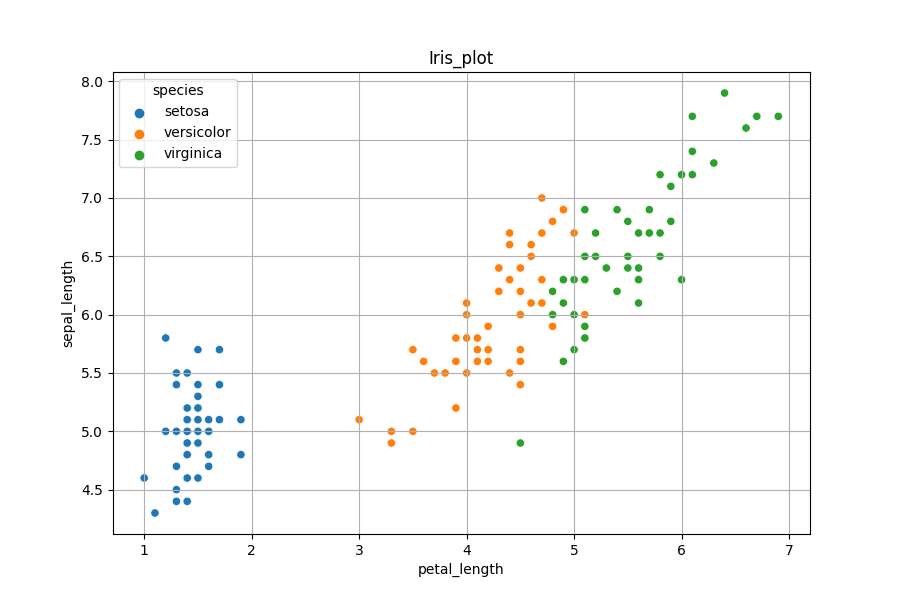 Iris_plot
species
setosa
versicolor
virginica
8.0
7.5
7.0
6.5
6.0
5.5
5.0
4.5
sepal_length
1 2 3 4 5 6 7
petal_length